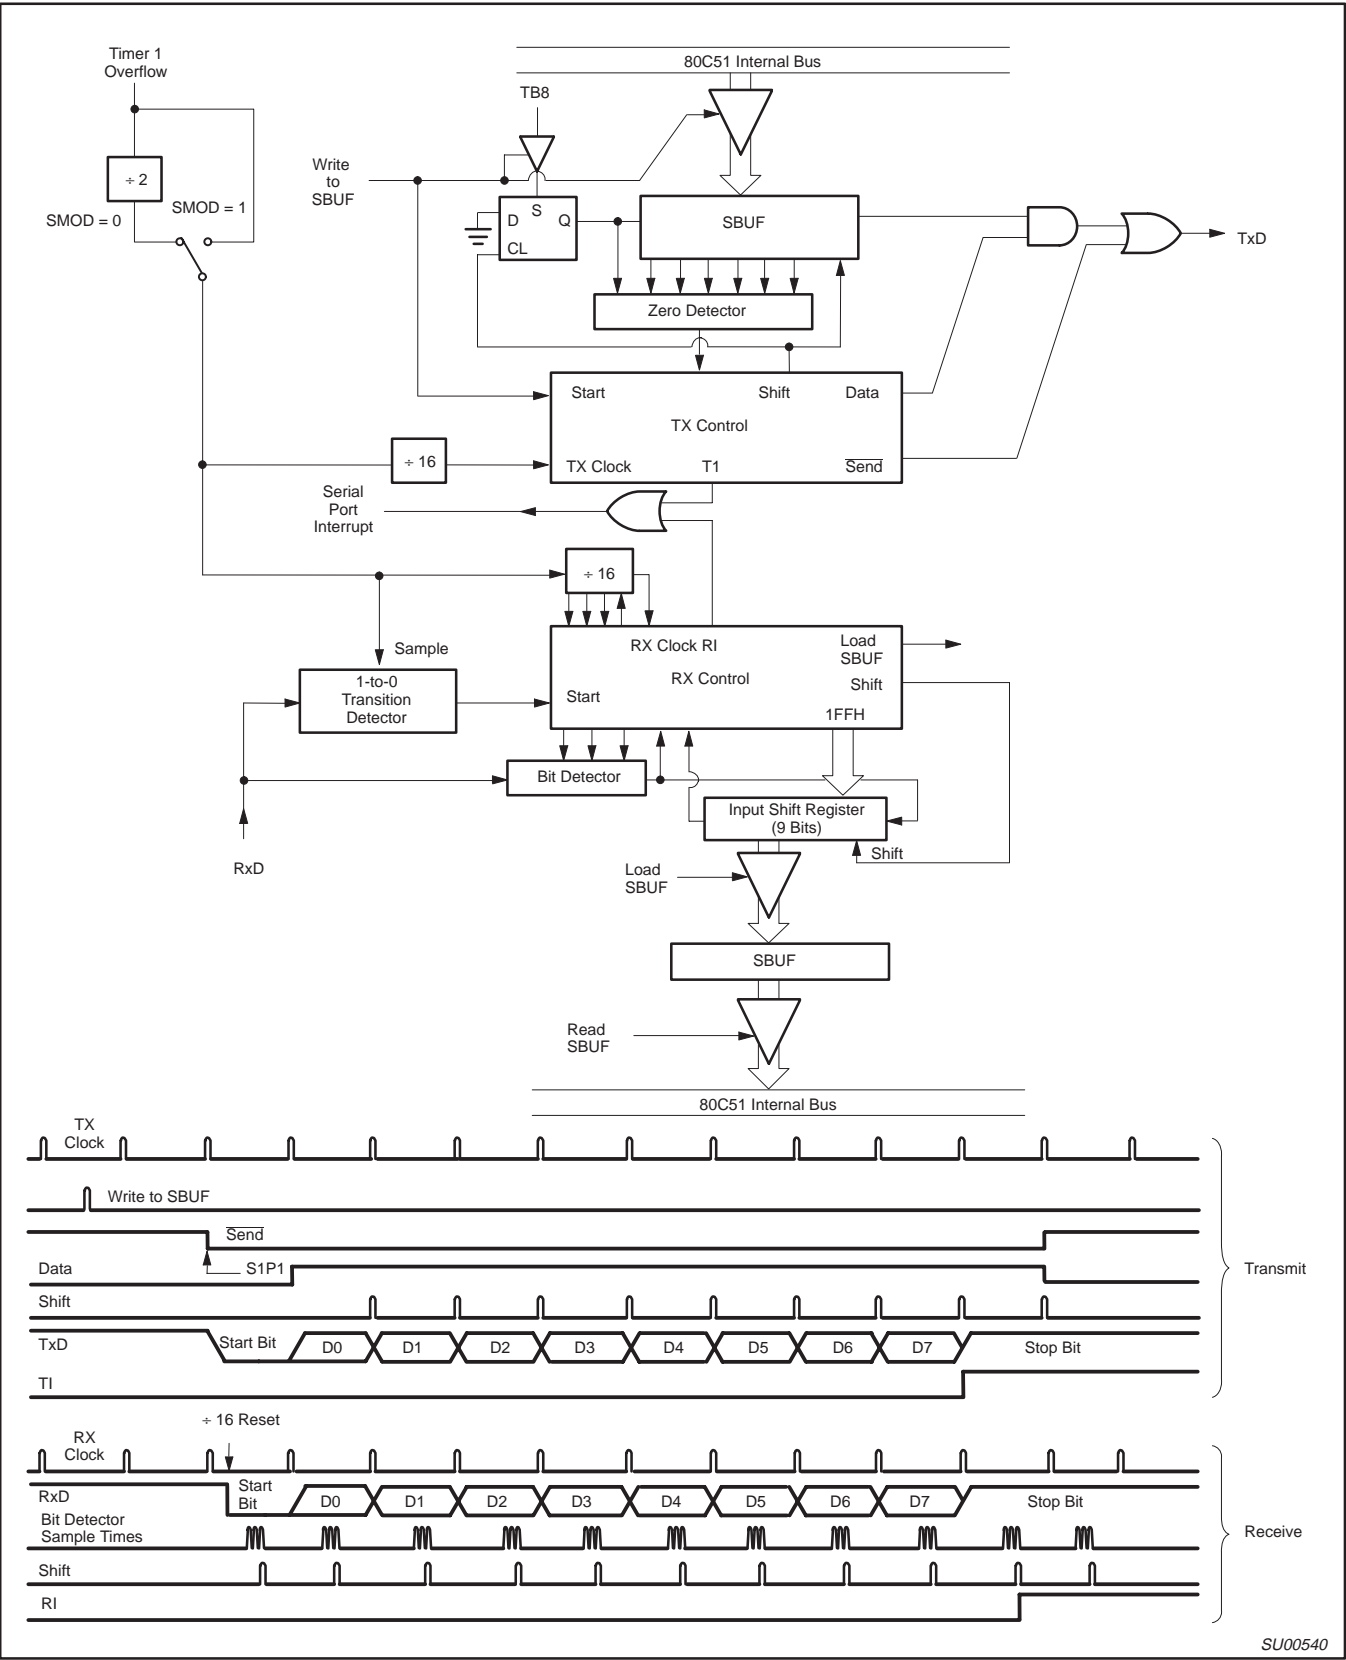 Timer 1
Overflow
80C51 Internal Bus
TB8
÷ 2
Write
to
SBUF
SMOD = 0
SMOD = 1
D
S
Q
CL
SBUF
TxD
Zero Detector
Start
Shift
Data
TX Control
÷ 16
TX Clock
T1
Send
Serial
Port
Interrupt
÷ 16
Sample
RX Clock RI
Load
SBUF
RX Control
Shift
1-to-0
Transition
Detector
Start
1FFH
Bit Detector
Input Shift Register
(9 Bits)
Shift
RxD
Load
SBUF
SBUF
Read
SBUF
80C51 Internal Bus
TX
Clock
Write to SBUF
Send
Data
S1P1
Transmit
Shift
TxD
Start Bit
D0
D1
D2
D3
D4
D5
D6
D7
Stop Bit
TI
÷ 16 Reset
RX
Clock
RxD
Start
Bit
D0
D1
D2
D3
D4
D5
D6
D7
Stop Bit
Bit Detector
Sample Times
Receive
Shift
RI
SU00540